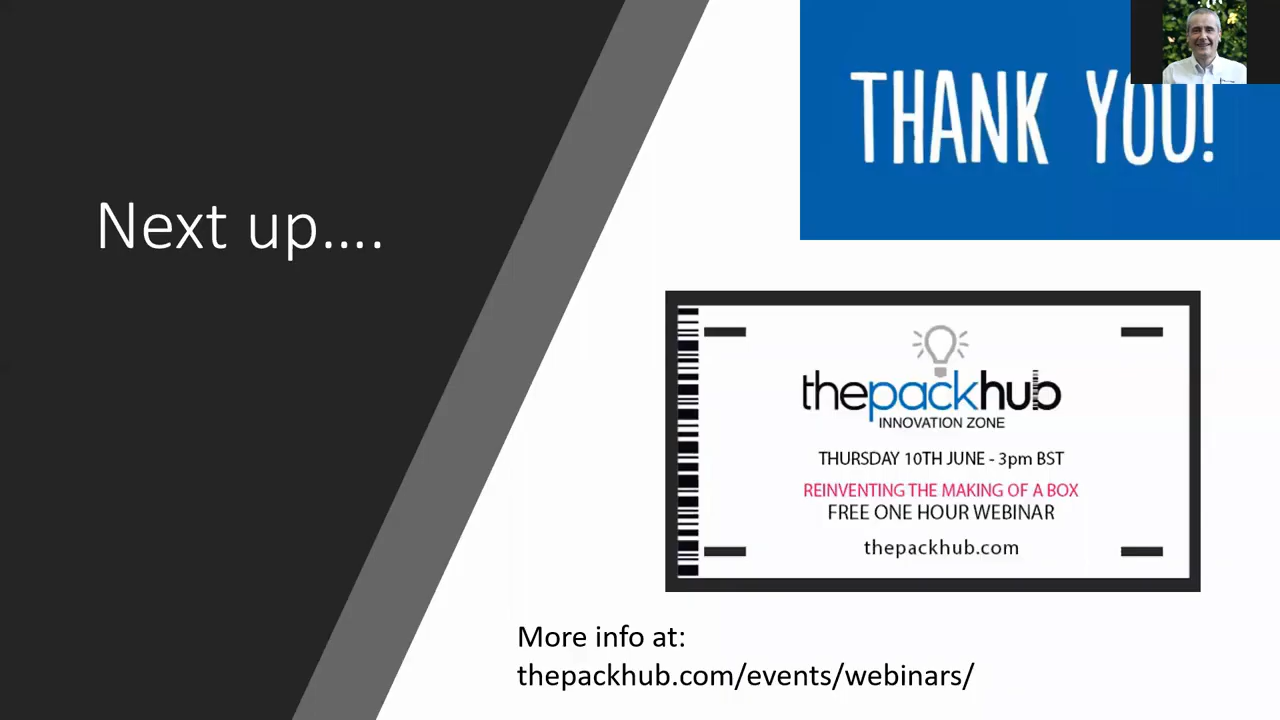 Next up....
THANK YOU!
thepackhub
INNOVATION ZONE
THURSDAY 10TH JUNE - 3pm BST
REINVENTING THE MAKING OF A BOX
FREE ONE HOUR WEBINAR
thepackhub.com
More info at:
thepackhub.com/events/webinars/